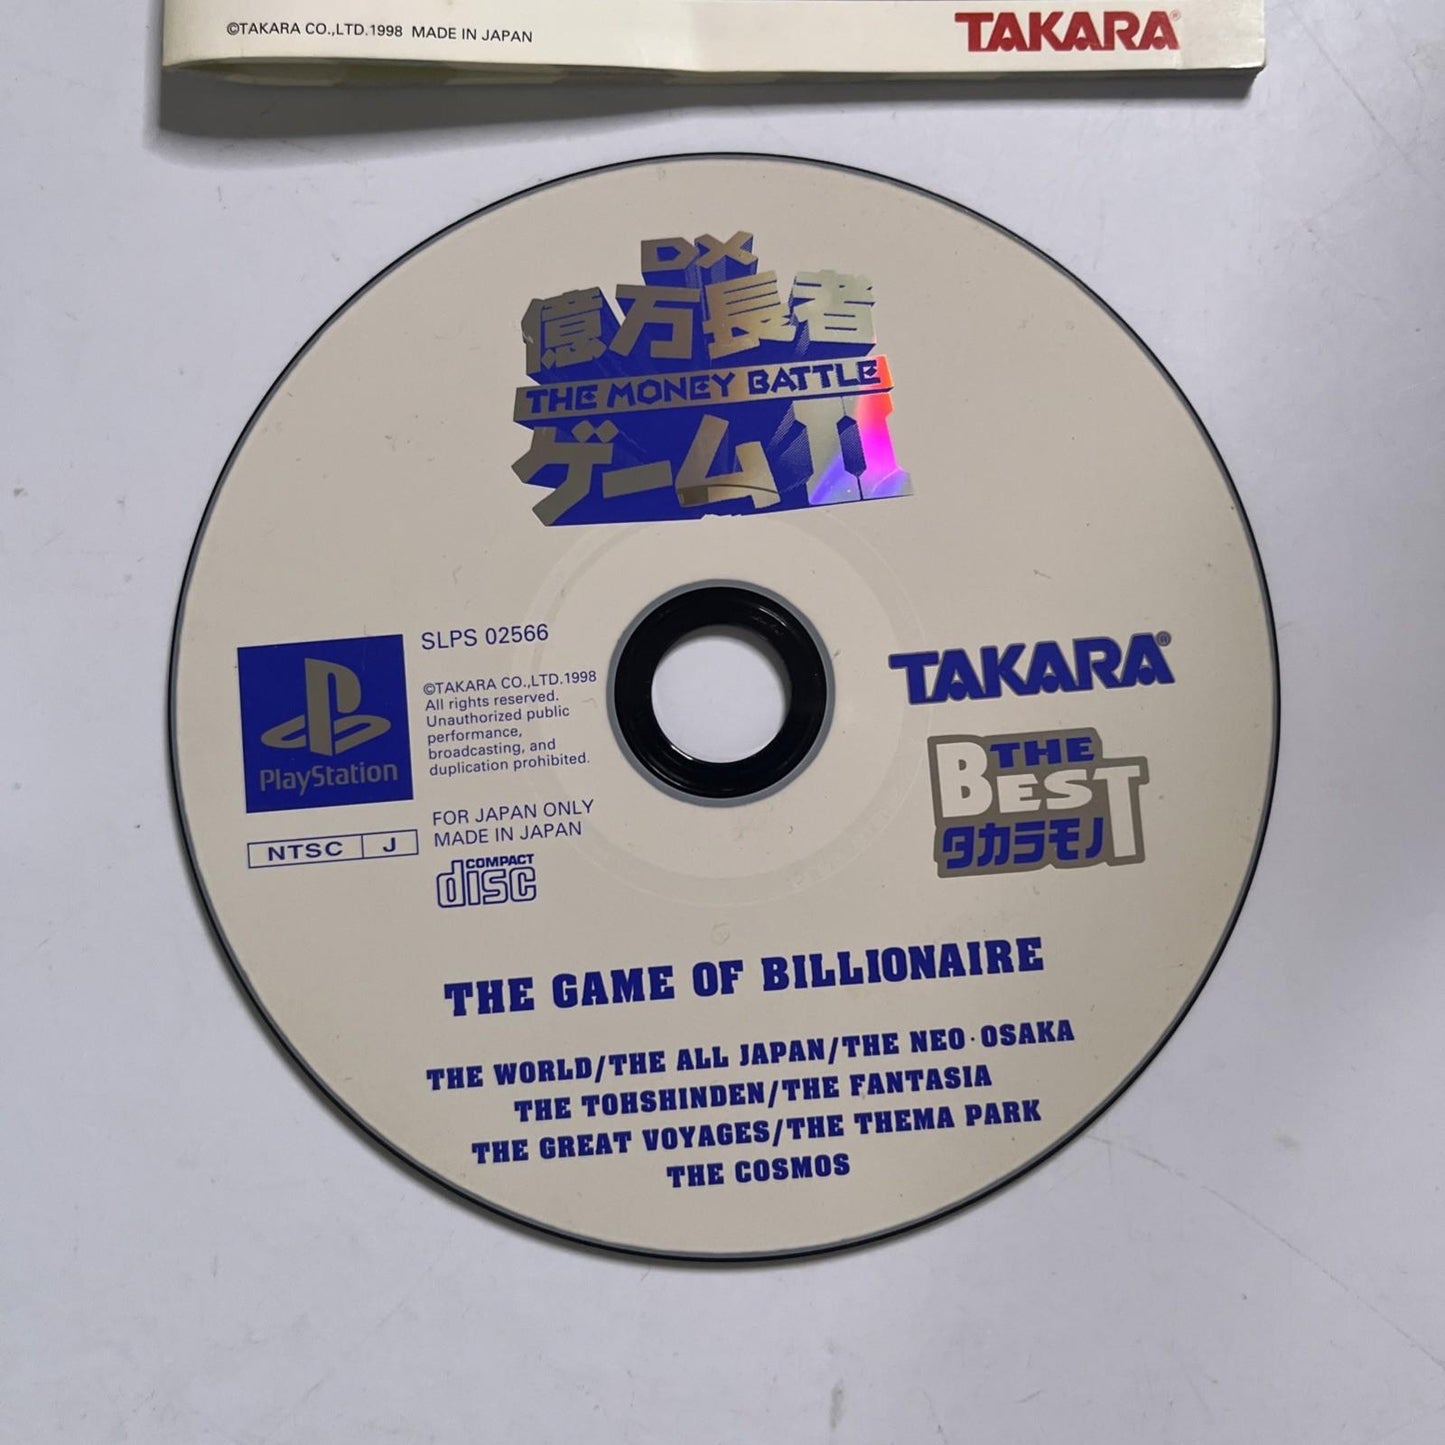 ©TAKARA CO.,LTD.1998 MADE IN JAPAN
TAKARA®
DX
億万長者
THE MONEY BATTLE
ゲームII
SLPS 02566
©TAKARA CO.,LTD.1998
All rights reserved.
Unauthorized public
performance,
broadcasting, and
duplication prohibited.
PlayStation
NTSC J
FOR JAPAN ONLY
MADE IN JAPAN
COMPACT
disc
TAKARA®
THE
BEST
タカラモノ
THE GAME OF BILLIONAIRE
THE WORLD/THE ALL JAPAN/THE NEO·OSAKA
THE TOHSHINDEN/THE FANTASIA
THE GREAT VOYAGES/THE THEMA PARK
THE COSMOS